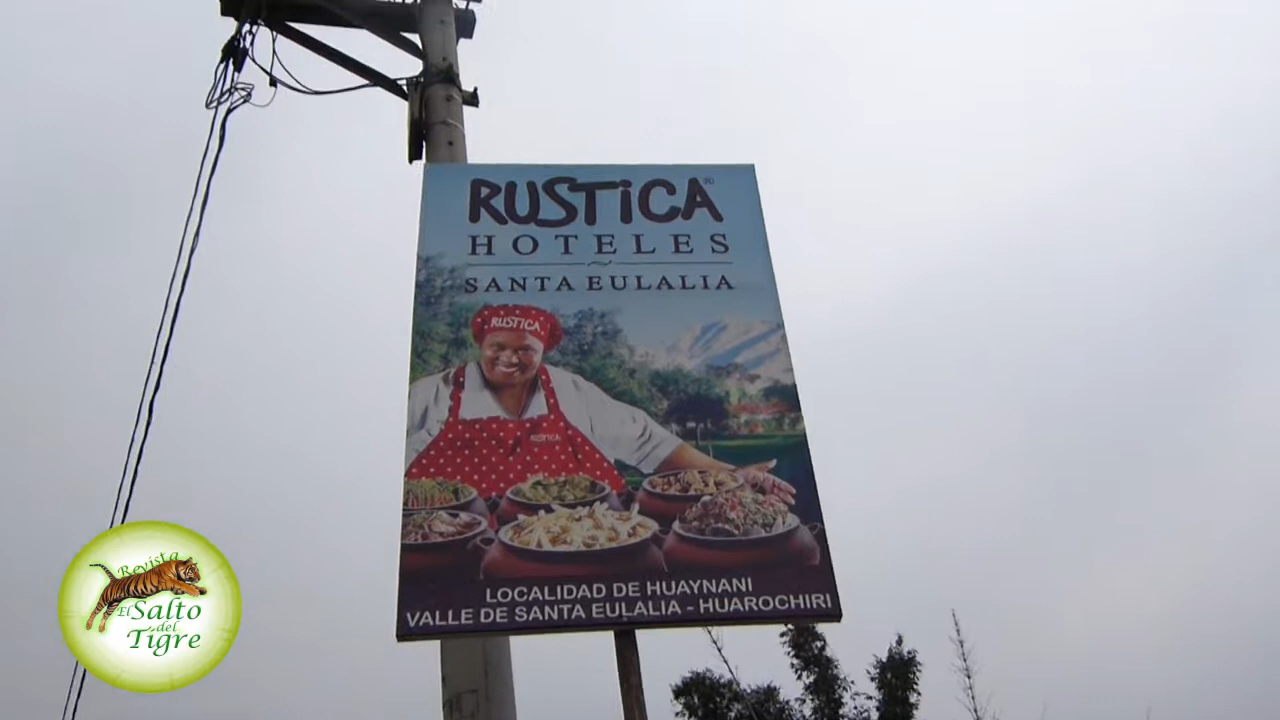 RUSTiCA®
HOTELES
SANTA EULALIA
RUSTICA
RUSTICA
LOCALIDAD DE HUAYNANI
VALLE DE SANTA EULALIA - HUAROCHIRI
Revista
El Salto
del
Tigre